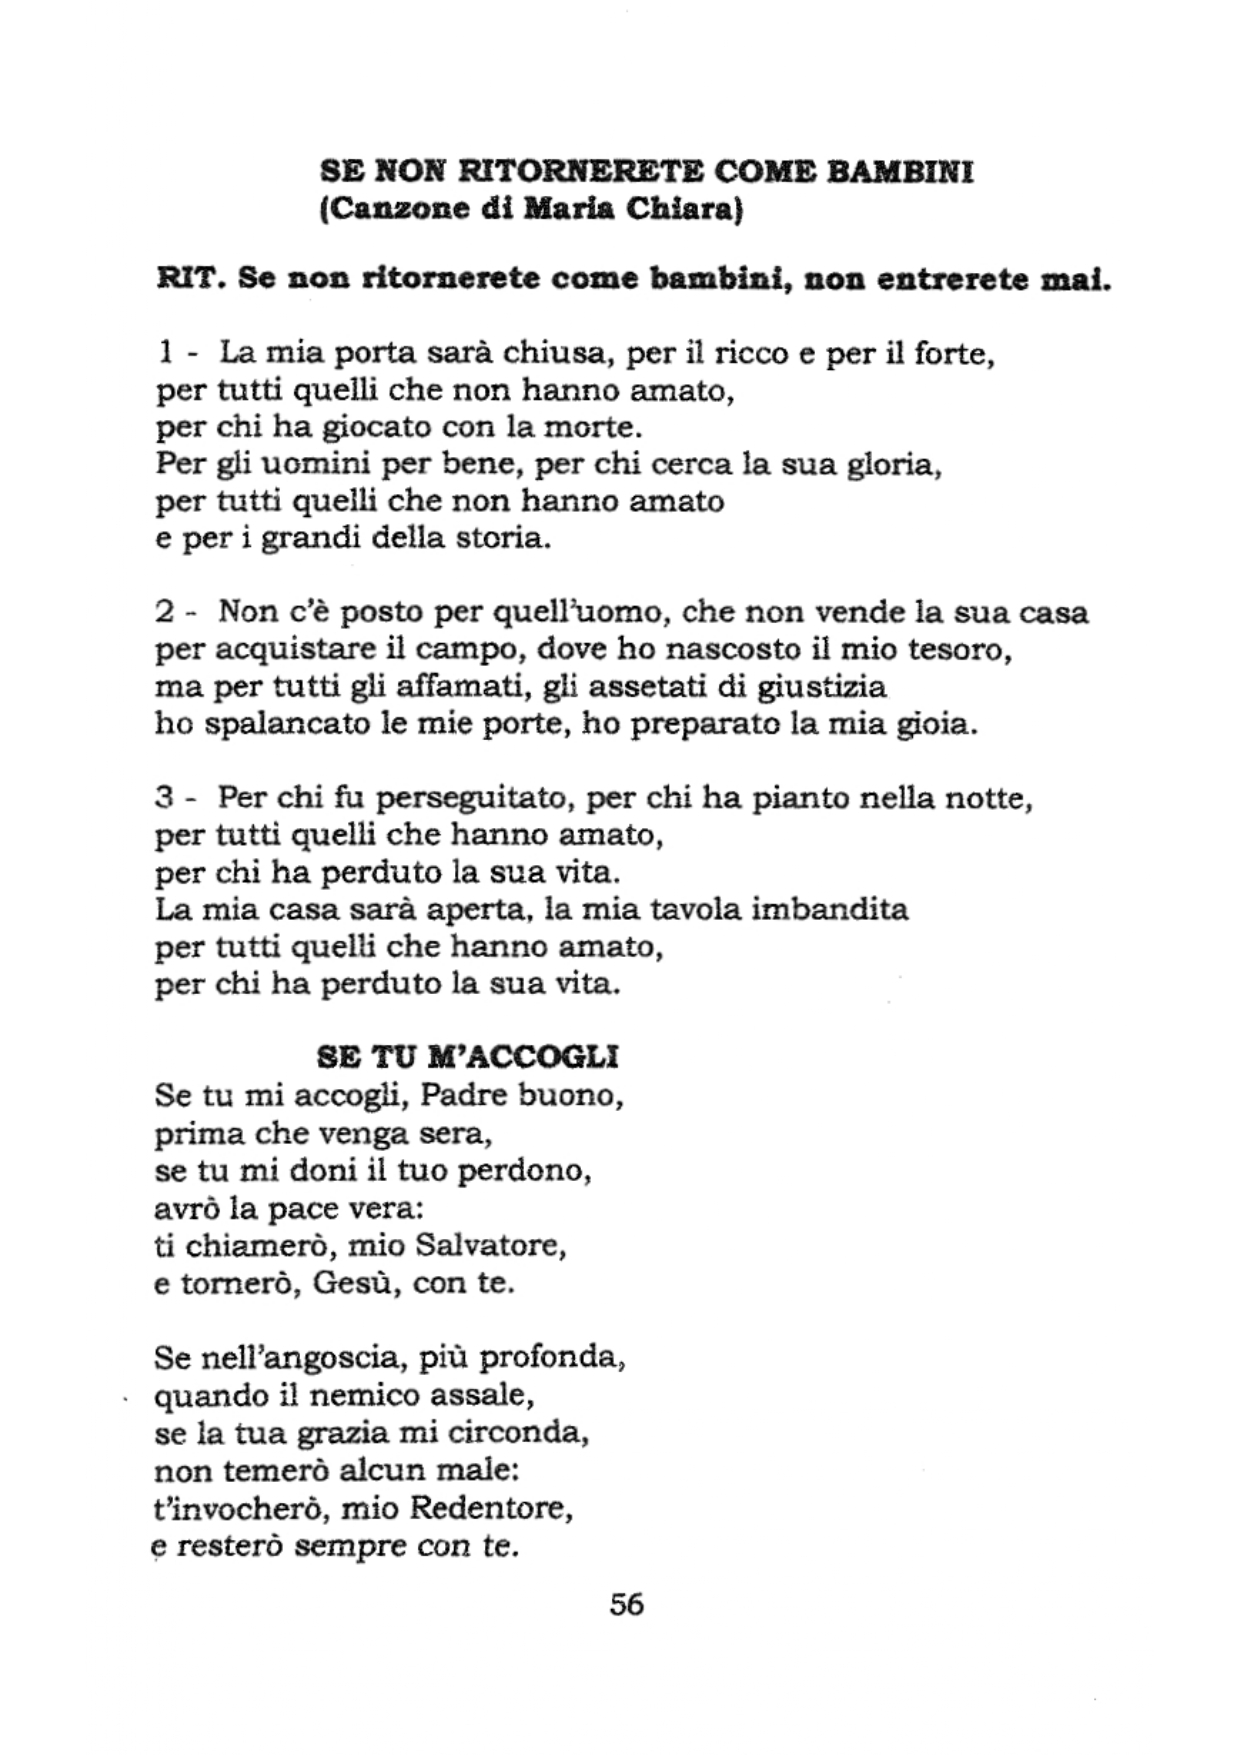 SE NON RITORNERETE COME BAMBINI
(Canzone di Maria Chiara)
RIT. Se non ritornerete come bambini, non entrerete mai.
1 - La mia porta sarà chiusa, per il ricco e per il forte,
per tutti quelli che non hanno amato,
per chi ha giocato con la morte.
Per gli uomini per bene, per chi cerca la sua gloria,
per tutti quelli che non hanno amato
e per i grandi della storia.
2 - Non c'è posto per quell'uomo, che non vende la sua casa
per acquistare il campo, dove ho nascosto il mio tesoro,
ma per tutti gli affamati, gli assetati di giustizia
ho spalancato le mie porte, ho preparato la mia gioia.
3 - Per chi fu perseguitato, per chi ha pianto nella notte,
per tutti quelli che hanno amato,
per chi ha perduto la sua vita.
La mia casa sarà aperta, la mia tavola imbandita
per tutti quelli che hanno amato,
per chi ha perduto la sua vita.
SE TU M'ACCOGLI
Se tu mi accogli, Padre buono,
prima che venga sera,
se tu mi doni il tuo perdono,
avrò la pace vera:
ti chiamerò, mio Salvatore,
e tornerò, Gesù, con te.
Se nell'angoscia, più profonda,
quando il nemico assale,
se la tua grazia mi circonda,
non temerò alcun male:
t'invocherò, mio Redentore,
e resterò sempre con te.
56